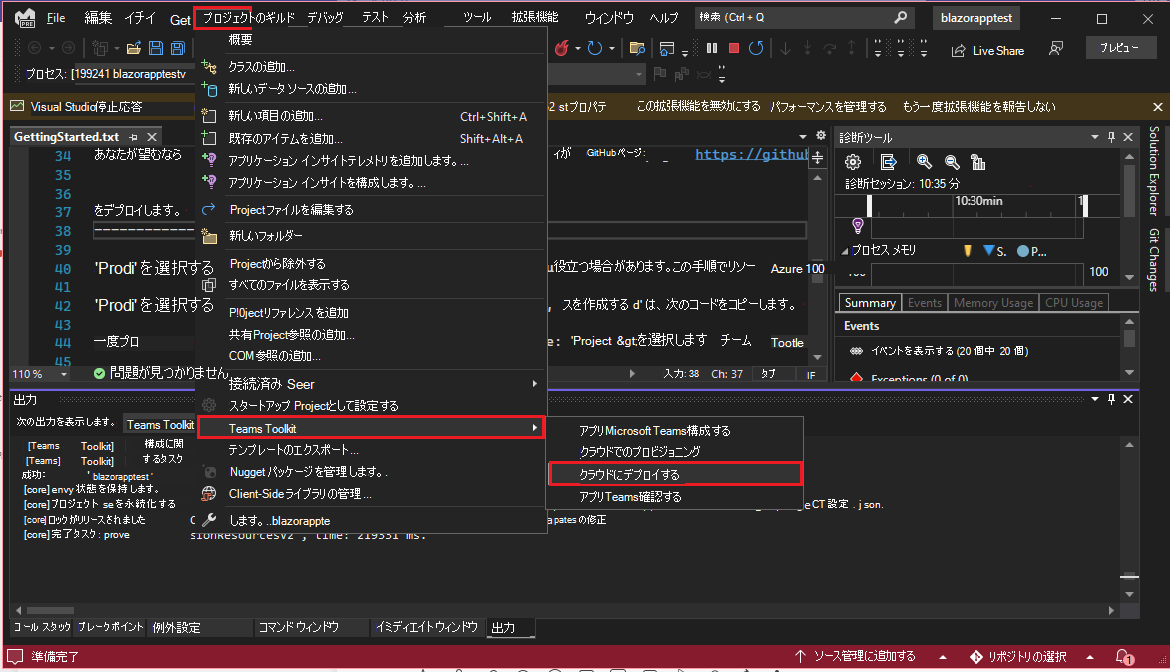 File 編集 イチイ Get プロジェクトのギルド デバッグ テスト 分析 ツール 拡張機能 ウィンドウ ヘルプ 検索 (Ctrl + Q blazorapptest
PRE
Live Share プレビュー
プロセス: [199241 blazorapptestv
Visual Studio停止応答 2 stプロパテ この拡張機能を無効にする パフォーマンスを管理する もう一度拡張機能を報告しない
GettingStarted.txt
34 あなたが望むなら ィが GitHubページ: https://githu
35
36
37 をデプロイします。
38 -------------
39
40 'Prodi' を選択する 役立つ場合があります。この手順でリソー Azure 100
41
42 'Prodi' を選択する スを作成する d' は、次のコードをコピーします。
43
44 一度プロ e: 'Project &gt;を選択します チーム Tootle
45
110 % 問題が見つかりません 入力: 38 Ch: 37 タブ IF
概要
クラスの追加...
新しいデータ ソースの追加...
新しい項目の追加... Ctrl+Shift+A
既存のアイテムを追加... Shift+Alt+A
アプリケーション インサイトテレメトリを追加します。...
アプリケーション インサイトを構成します。...
Projectファイルを編集する
新しいフォルダー
Projectから除外する
すべてのファイルを表示する
P!0jectリファレンスを追加
共有Project参照の追加...
COM 参照の追加...
接続済み Seer
スタートアップ Projectとして設定する
Teams Toolkit
テンプレートのエクスポート...
Nugget パッケージを管理します。.
Client-Sideライブラリの管理...
します。..blazorappte
アプリMicrosoft Teams構成する
クラウドでのプロビジョニング
クラウドにデプロイする
アプリTeams確認する
診断ツール
診断セッション: 10:35 分
10:30min 1
プロセス メモリ S. P...
100 100
Summary Events Memory Usage CPU Usage
Events
イベントを表示する (20 個中 20 個)
Exceptions (0 of 0)
Solution Explorer
Git Changes
出力
次の出力を表示します。 Teams Toolkit
[Teams Toolkit] 構成に関
[Teams] Toolkit] するタスク
成功: ' blazorapptest '
[core] envy 状態を保持します。
[core] プロジェクト seを永続化する CT 設定 . json.
[core]ロックがリリースされました pates の修正
[core] 完了タスク: prove sionResourcesV2 , time: 219331 ms.
コール スタック ブレークポイント 例外設定 コマンド ウィンドウ イミディエイト ウィンドウ 出力
準備完了 ソース管理に追加する リポジトリの選択 1